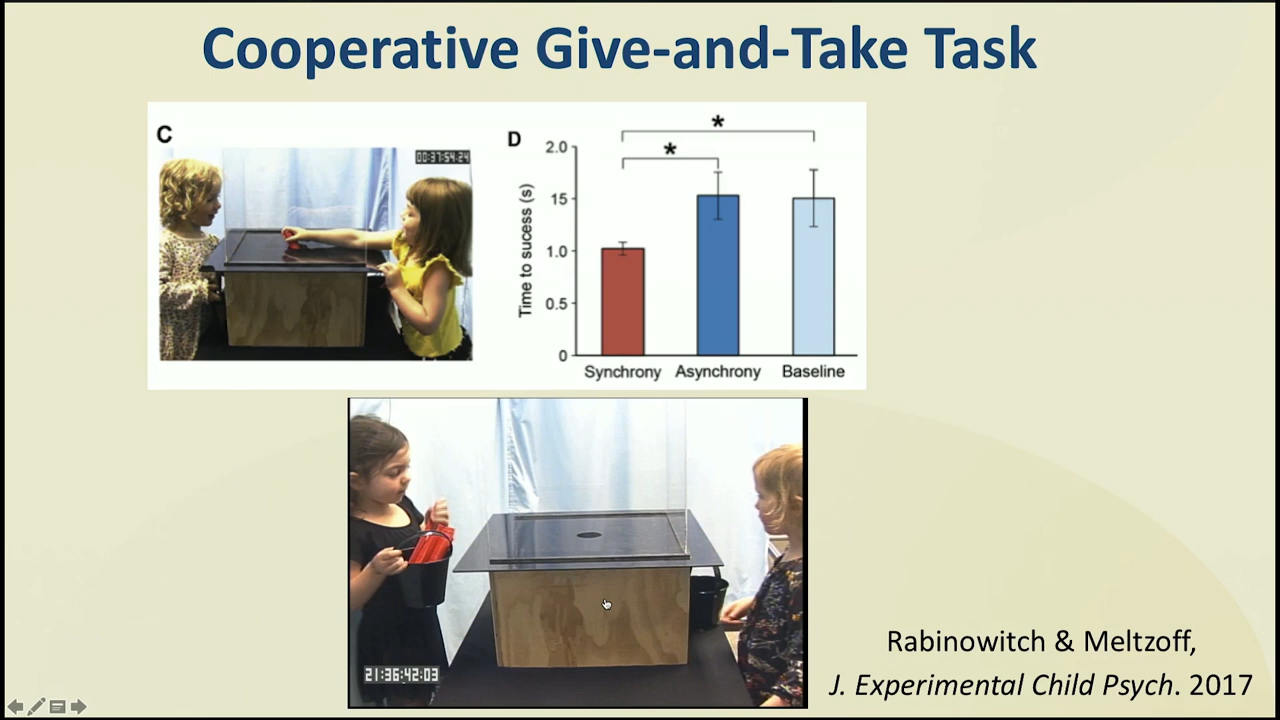 Cooperative Give-and-Take Task
C
00:37:54:24
D
*
*
Time to sucess (s)
2.0
15
1.0
0.5
0
Synchrony Asynchrony Baseline
21:36:42:03
Rabinowitch & Meltzoff,
J. Experimental Child Psych. 2017